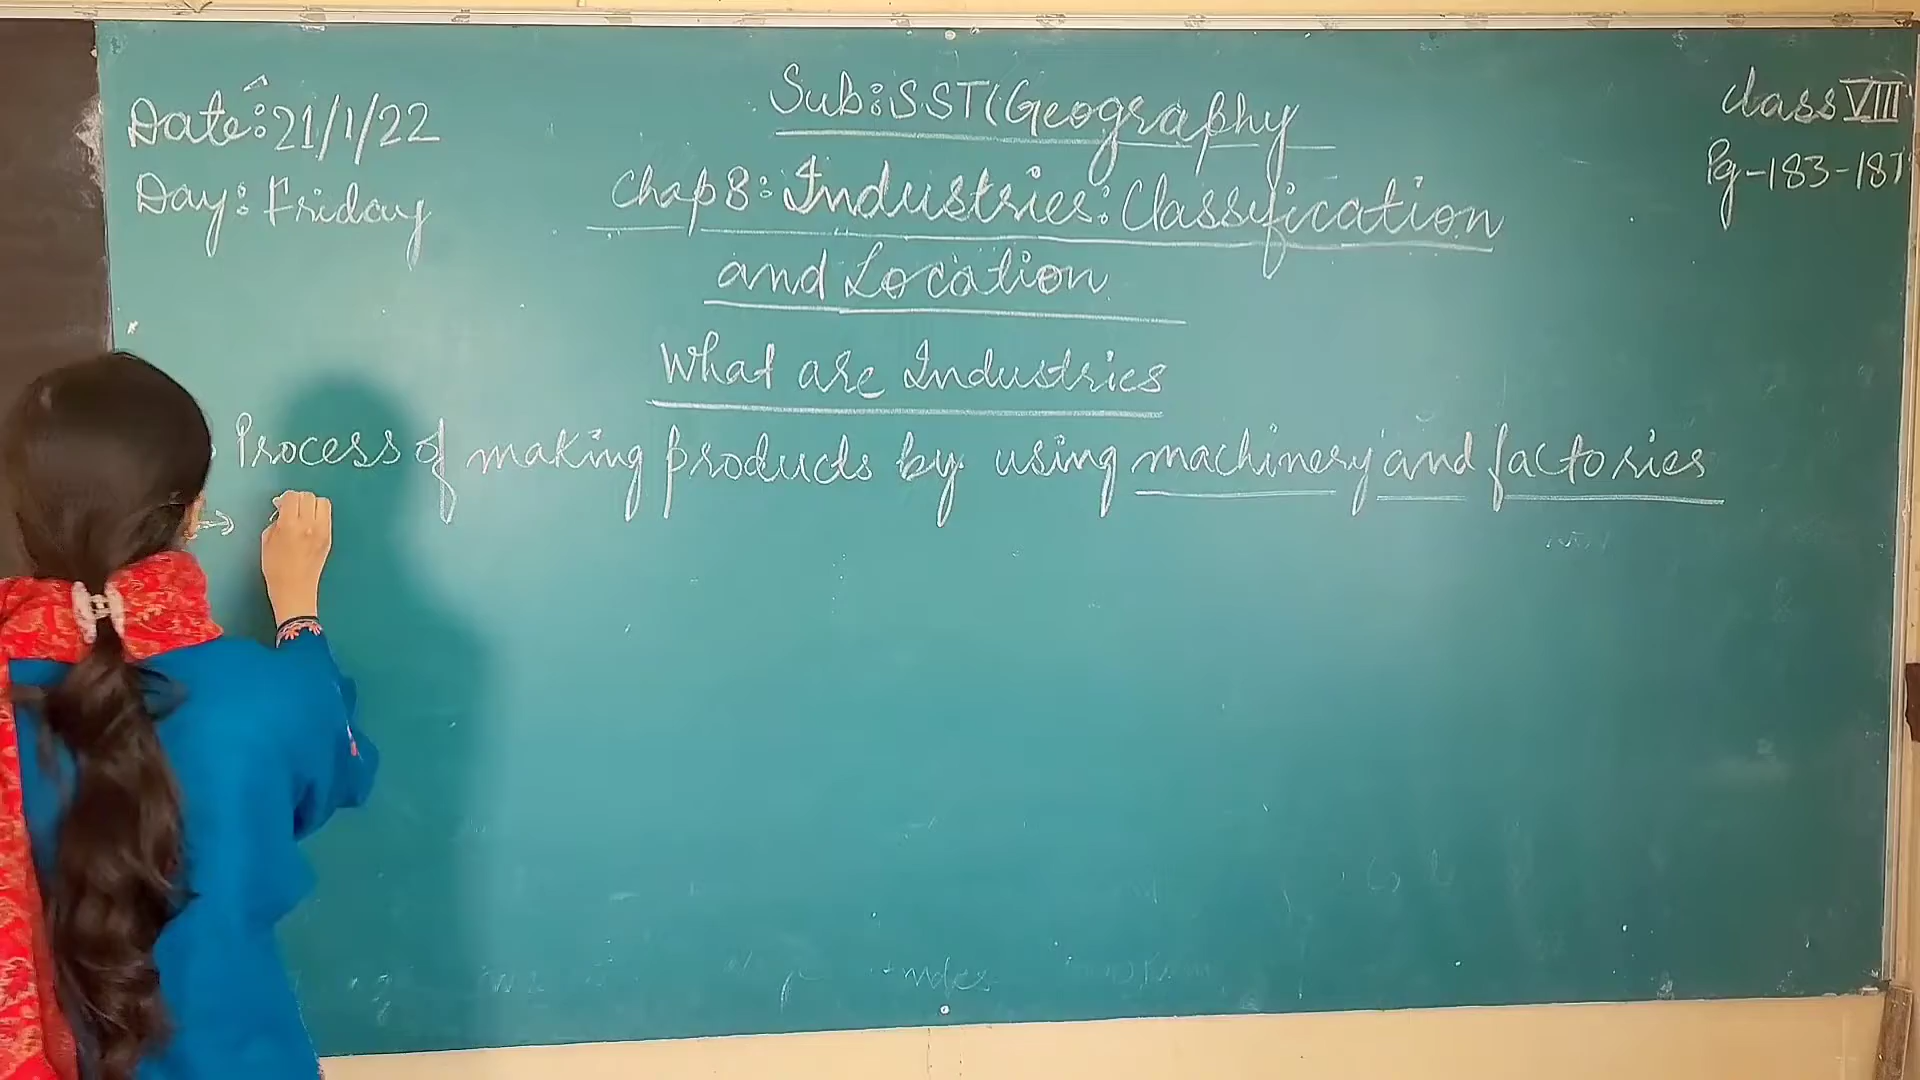 Date:21/1/22
Day: Friday
Sub: SST(Geography
Chap 8: Industries: Classification
and Location
Class VIII
Pg-183-187
What are Industries
Process of making products by using machinery and factories
→